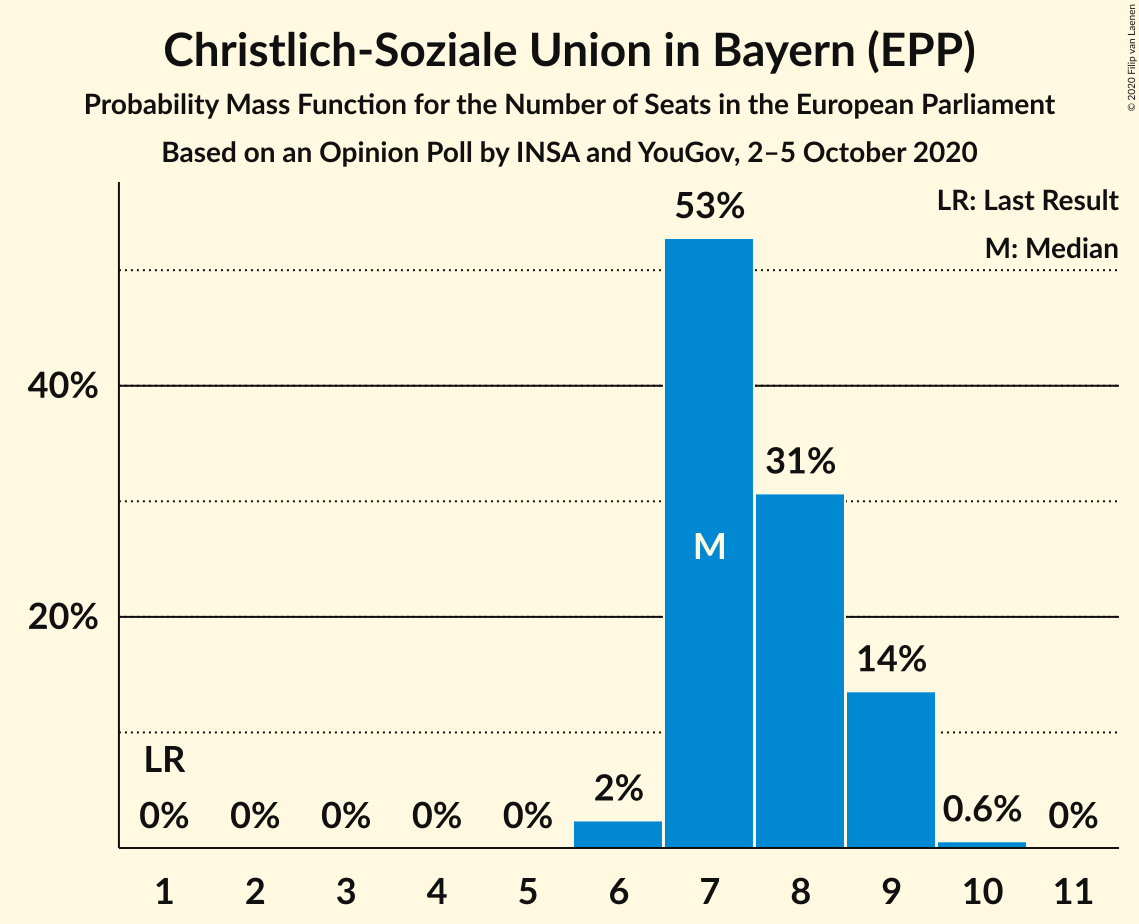 Christlich-Soziale Union in Bayern (EPP)
Probability Mass Function for the Number of Seats in the European Parliament
Based on an Opinion Poll by INSA and YouGov, 2–5 October 2020
© 2020 Filip van Laenen
LR: Last Result
M: Median
53%
40%
31%
M
20%
14%
LR
0% 0% 0% 0% 0% 2% 0.6% 0%
1 2 3 4 5 6 7 8 9 10 11